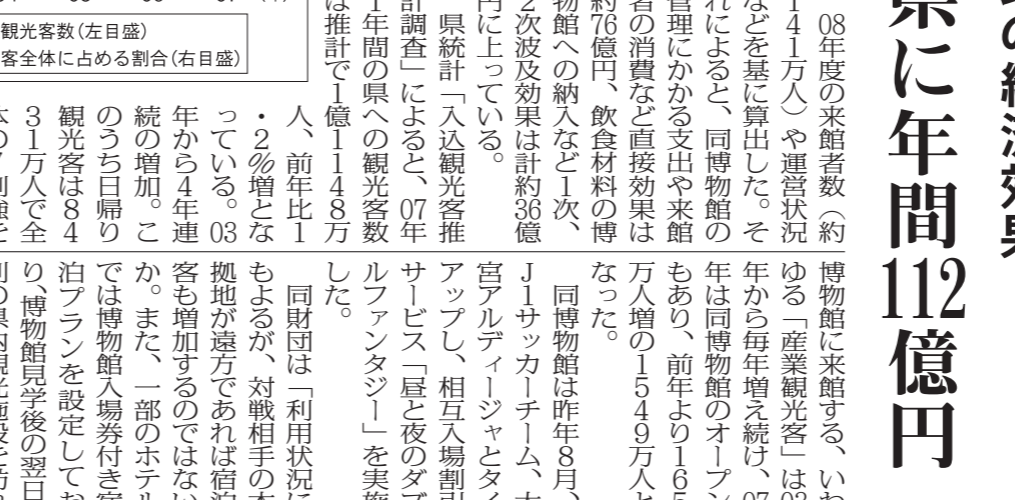 県に年間112億円
の経済効果
08年度の来館者数（約
141万人）や運営状況
などを基に算出した。そ
れによると、同博物館の
管理にかかる支出や来館
者の消費など直接効果は
約76億円、飲食材料の博
物館への納入など1次、
2次波及効果は計約36億
円に上っている。
県統計「入込観光客推
計調査」によると、07年
1年間の県への観光客数
は推計で1億1148万
人、前年比1
・2％増とな
っている。03
年から4年連
続の増加。こ
のうち日帰り
観光客は84
31万人で全
観光客数（左目盛）
客全体に占める割合（右目盛）
博物館に来館する、いわ
ゆる「産業観光客」は03
年から毎年増え続け、07
年は同博物館のオープン
もあり、前年より165
万人増の1549万人と
なった。
同博物館は昨年8月、
J1サッカーチーム、大
宮アルディージャとタイ
アップし、相互入場割引
サービス「昼と夜のダブ
ルファンタジー」を実施
した。
同財団は「利用状況に
もよるが、対戦相手の本
拠地が遠方であれば宿泊
客も増加するのではない
か。また、一部のホテル
では博物館入場券付き宿
泊プランを設定してお
り、博物館見学後の翌日